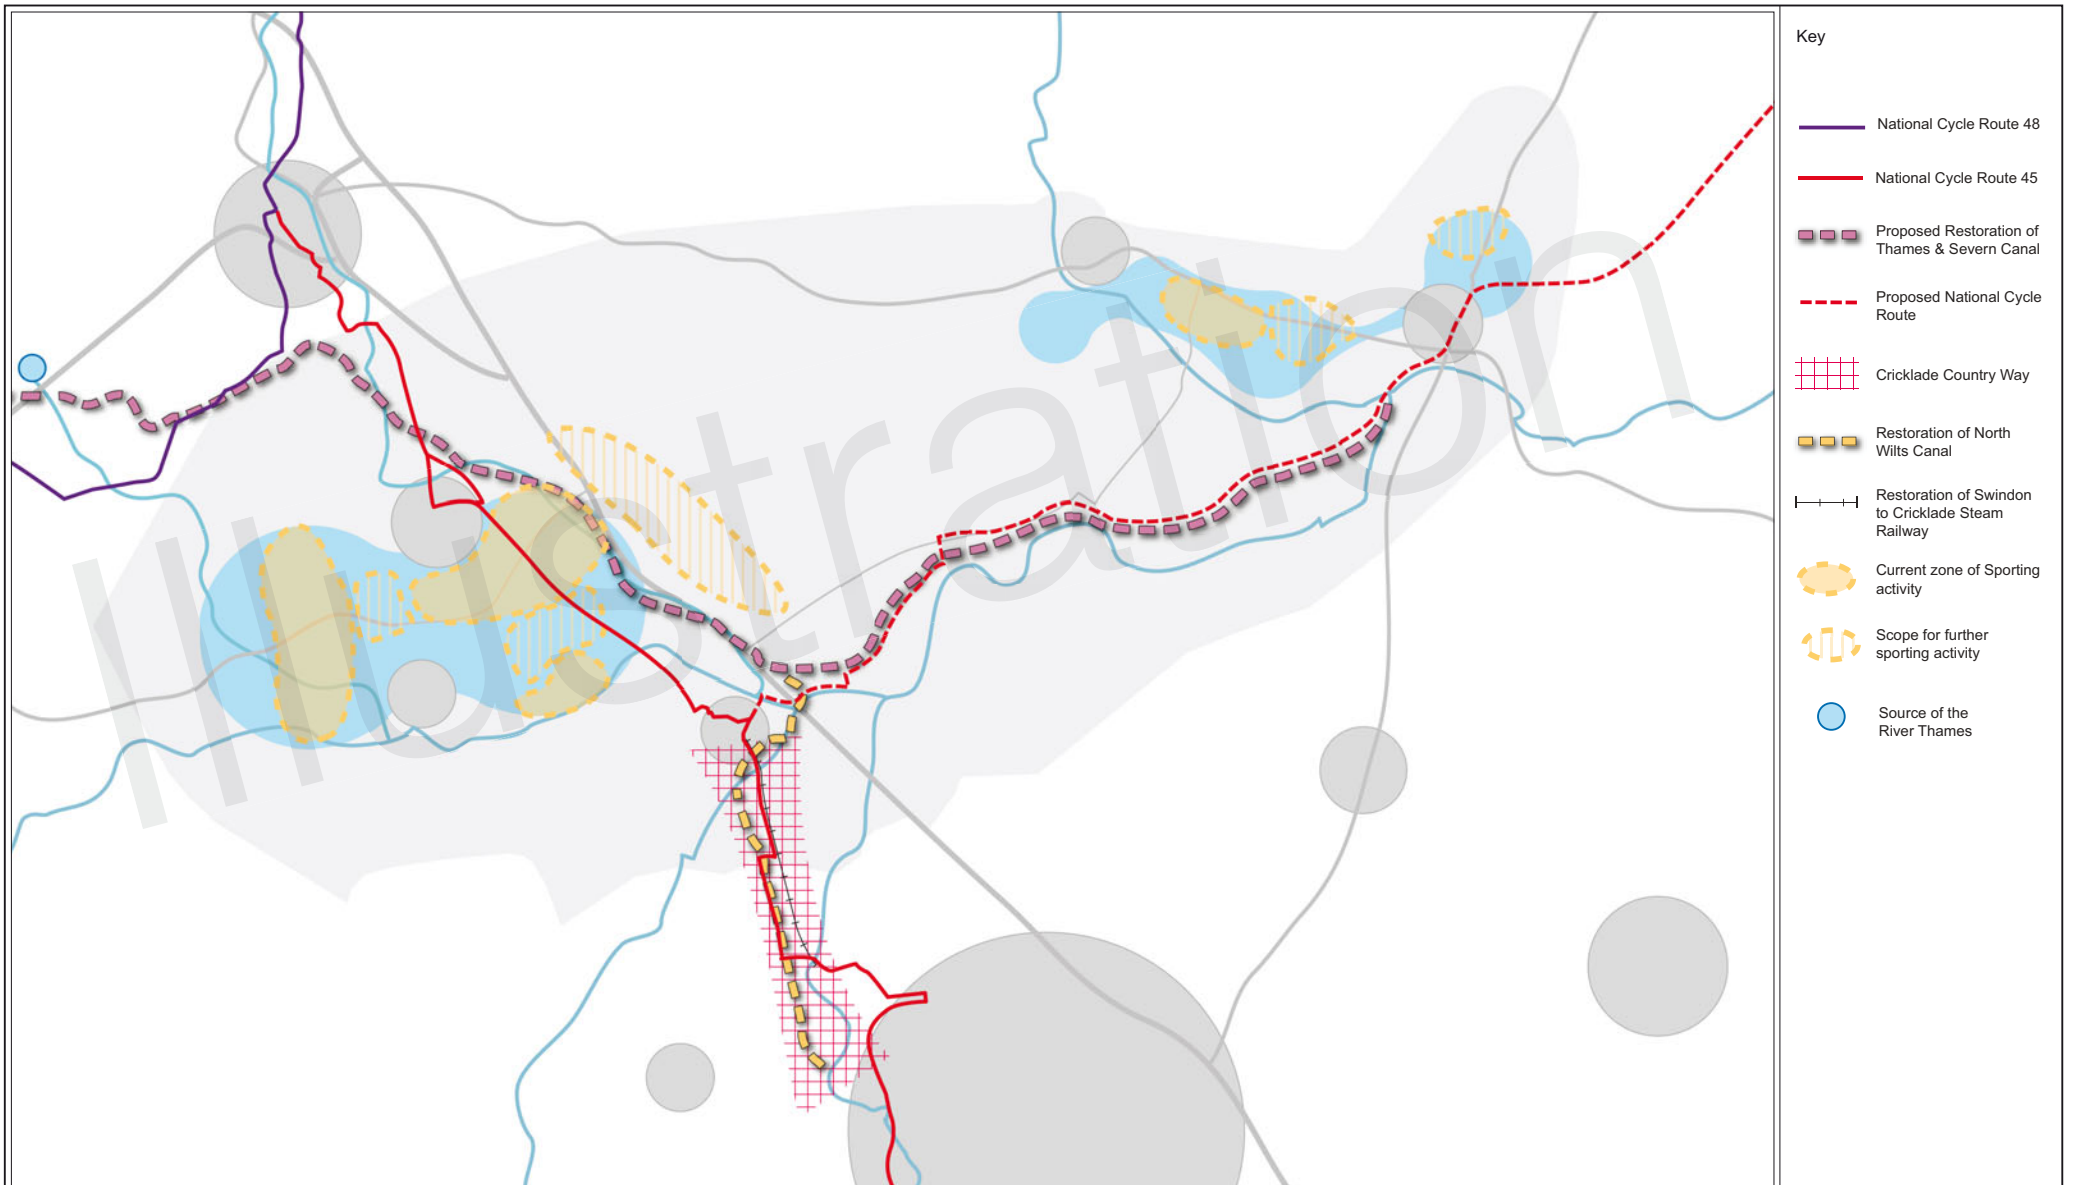 Key
National Cycle Route 48
National Cycle Route 45
Proposed Restoration of
Thames & Severn Canal
Proposed National Cycle
Route
Cricklade Country Way
Restoration of North
Wilts Canal
Restoration of Swindon
to Cricklade Steam
Railway
Current zone of Sporting
activity
Scope for further
sporting activity
Source of the
River Thames
Illustration